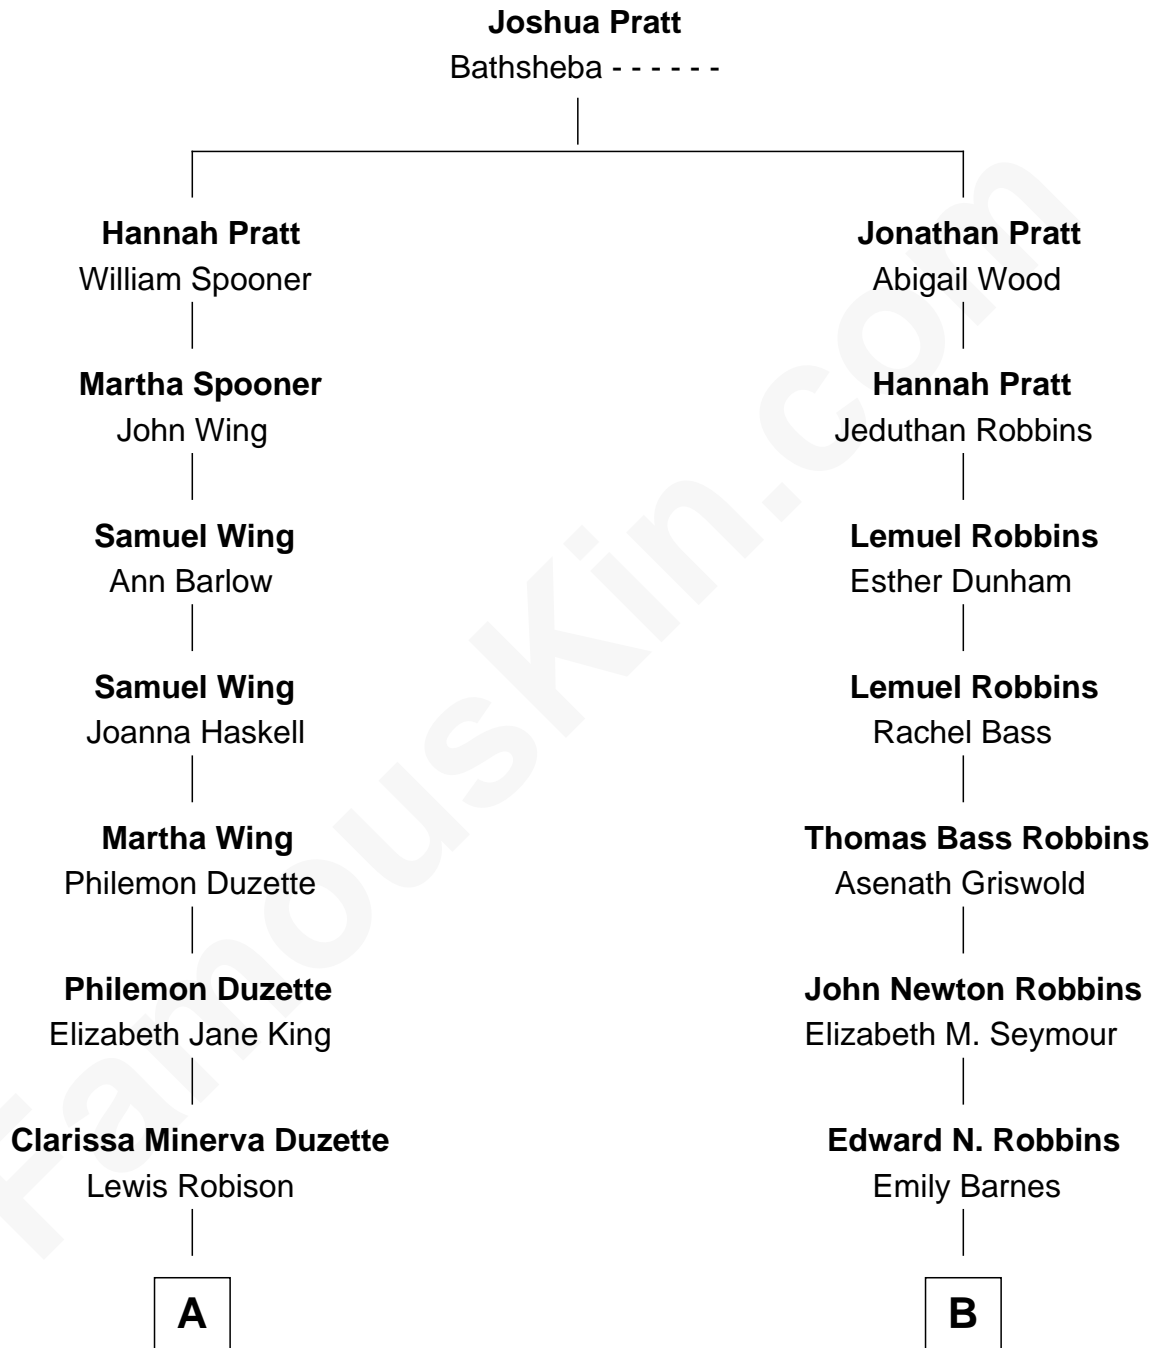 Joshua Pratt
Bathsheba - - - - - -
Hannah Pratt
William Spooner
Martha Spooner
John Wing
Samuel Wing
Ann Barlow
Samuel Wing
Joanna Haskell
Martha Wing
Philemon Duzette
Philemon Duzette
Elizabeth Jane King
Clarissa Minerva Duzette
Lewis Robison
A
Jonathan Pratt
Abigail Wood
Hannah Pratt
Jeduthan Robbins
Lemuel Robbins
Esther Dunham
Lemuel Robbins
Rachel Bass
Thomas Bass Robbins
Asenath Griswold
John Newton Robbins
Elizabeth M. Seymour
Edward N. Robbins
Emily Barnes
B
FamousKin.com